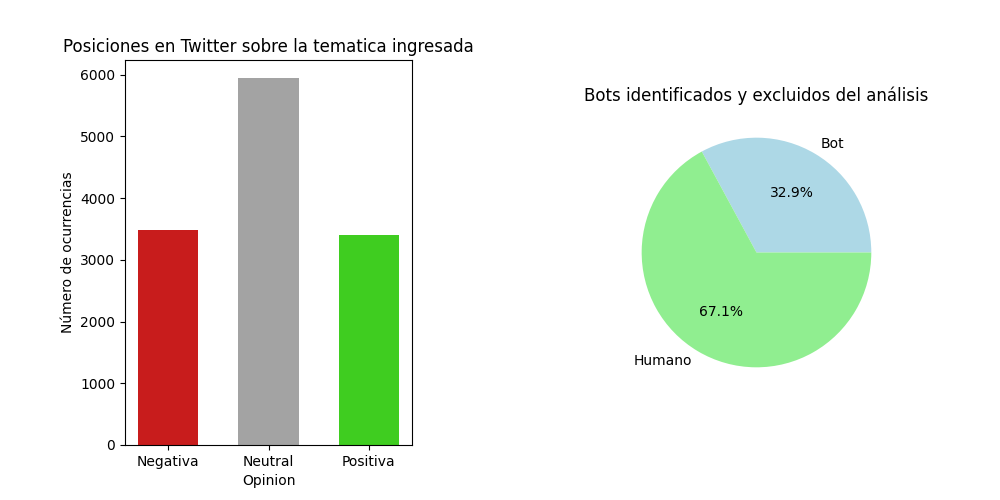 Posiciones en Twitter sobre la tematica ingresada
Número de ocurrencias
6000
5000
4000
3000
2000
1000
0
Negativa
Neutral
Positiva
Opinion
Bots identificados y excluidos del análisis
Bot
32.9%
67.1%
Humano